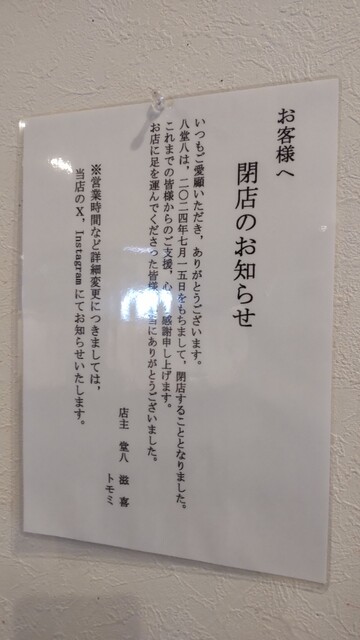 お客様へ
閉店のお知らせ
いつもご愛顧いただき，ありがとうございます。
八堂八は，二〇二四年七月一五日をもちまして，閉店することとなりました。
これまでの皆様からのご支援，心 感謝申し上げます。
お店に足を運んでくださった皆様 当にありがとうございました。
店主 堂八 滋 喜
トモミ
※営業時間など詳細変更につきましては，
当店のX，Instagramにてお知らせいたします。